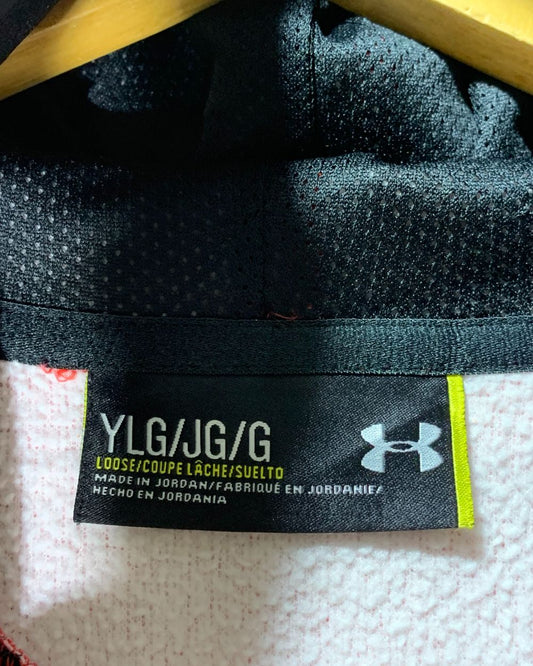 YLG/JG/G
LOOSE/COUPE LÂCHE/SUELTO
MADE IN JORDAN/FABRIQUÉ EN JORDANIE/
HECHO EN JORDANIA